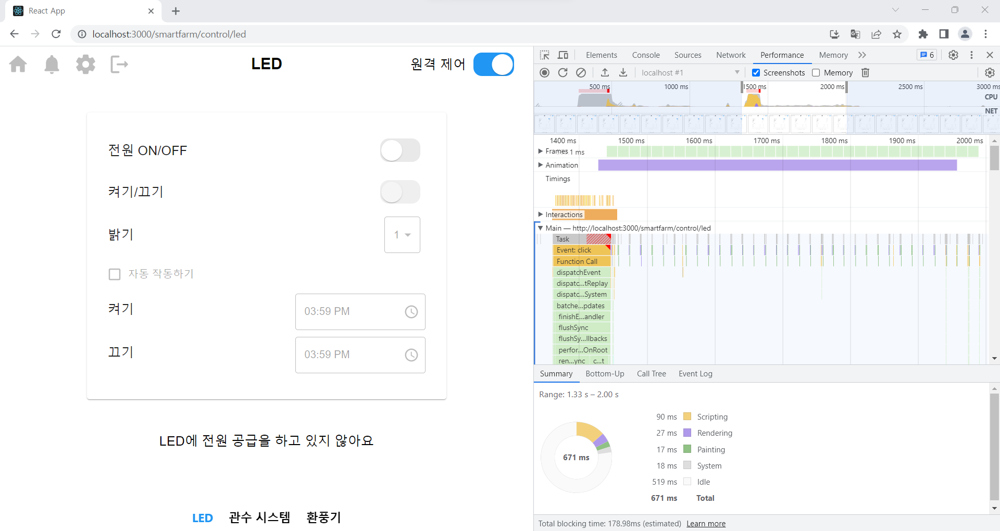 React App
localhost:3000/smartfarm/control/led
LED
원격 제어
전원 ON/OFF
켜기/끄기
밝기
1
자동 작동하기
켜기
03:59 PM
끄기
03:59 PM
LED에 전원 공급을 하고 있지 않아요
LED 관수 시스템 환풍기
Elements Console Sources Network Performance Memory 6
localhost #1 Screenshots Memory
500 ms 1000 ms 1500 ms 2000 ms 2500 ms 3000 ms
CPU
NET
1400 ms 1500 ms 1600 ms 1700 ms 1800 ms 1900 ms 2000 ms
Frames .1 ms
Animation
Timings
Interactions
Main — http://localhost:3000/smartfarm/control/led
Task
Event: click
Function Call
dispatchEvent
dispatc...tReplay
dispatc...System
batche...pdates
finishE...andler
flushSync
flushSy...llbacks
perfor...OnRoot
ren...ync c...t
Summary Bottom-Up Call Tree Event Log
Range: 1.33 s – 2.00 s
671 ms
90 ms Scripting
27 ms Rendering
17 ms Painting
18 ms System
519 ms Idle
671 ms Total
Total blocking time: 178.98ms (estimated) Learn more